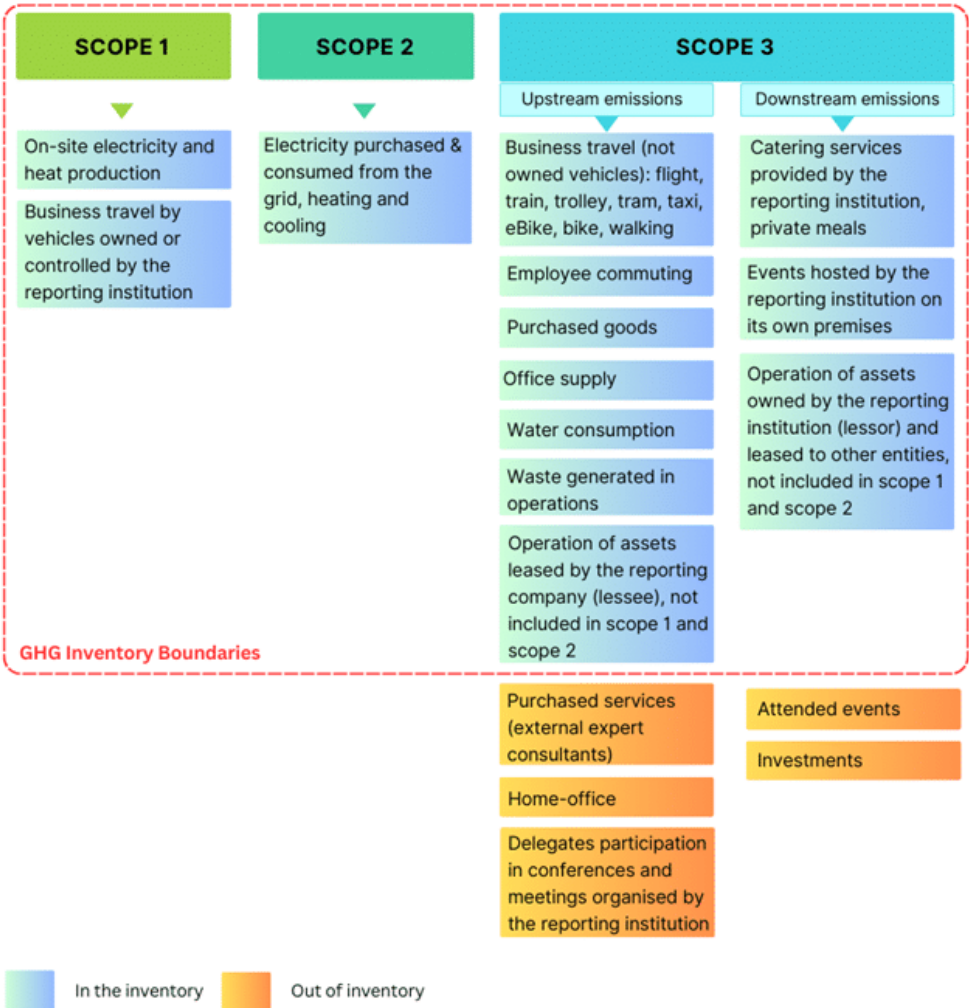 SCOPE 1
SCOPE 2
SCOPE 3
Upstream emissions
Downstream emissions
On-site electricity and
heat production
Business travel by
vehicles owned or
controlled by the
reporting institution
Electricity purchased &
consumed from the
grid, heating and
cooling
Business travel (not
owned vehicles): flight,
train, trolley, tram, taxi,
eBike, bike, walking
Employee commuting
Purchased goods
Office supply
Water consumption
Waste generated in
operations
Operation of assets
leased by the reporting
company (lessee), not
included in scope 1 and
scope 2
Catering services
provided by the
reporting institution,
private meals
Events hosted by the
reporting institution on
its own premises
Operation of assets
owned by the reporting
institution (lessor) and
leased to other entities,
not included in scope 1
and scope 2
GHG Inventory Boundaries
Purchased services
(external expert
consultants)
Home-office
Delegates participation
in conferences and
meetings organised by
the reporting institution
Attended events
Investments
In the inventory
Out of inventory